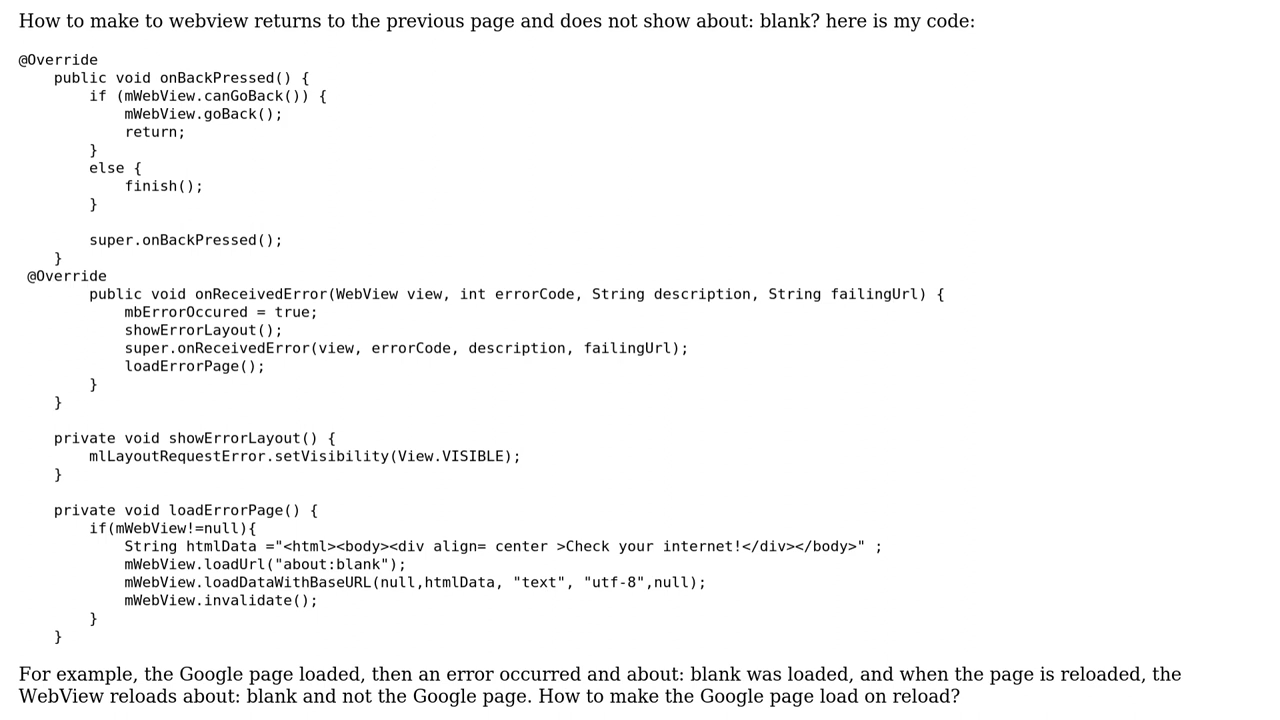 How to make to webview returns to the previous page and does not show about: blank? here is my code:
@Override
    public void onBackPressed() {
        if (mWebView.canGoBack()) {
            mWebView.goBack();
            return;
        }
        else {
            finish();
        }

        super.onBackPressed();
    }
 @Override
        public void onReceivedError(WebView view, int errorCode, String description, String failingUrl) {
            mbErrorOccured = true;
            showErrorLayout();
            super.onReceivedError(view, errorCode, description, failingUrl);
            loadErrorPage();
        }
    }

    private void showErrorLayout() {
        mlLayoutRequestError.setVisibility(View.VISIBLE);
    }

    private void loadErrorPage() {
        if(mWebView!=null){
            String htmlData ="<html><body><div align= center >Check your internet!</div></body>" ;
            mWebView.loadUrl("about:blank");
            mWebView.loadDataWithBaseURL(null,htmlData, "text", "utf-8",null);
            mWebView.invalidate();
        }
    }
For example, the Google page loaded, then an error occurred and about: blank was loaded, and when the page is reloaded, the
WebView reloads about: blank and not the Google page. How to make the Google page load on reload?